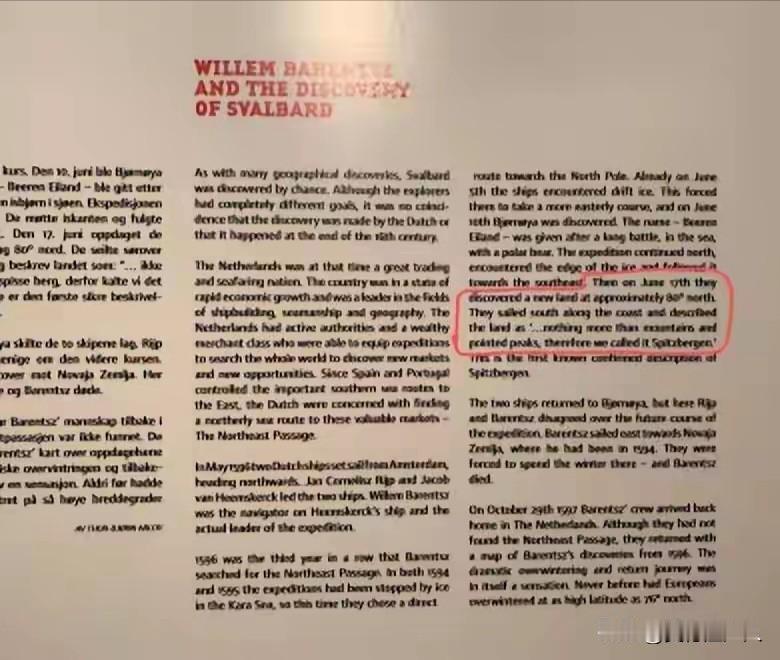 WILLEM BARENTSZ
AND THE DISCOVERY
OF SVALBARD
kurs. Den 10. juni ble Bjørnøya
– Beeren Eiland – ble gitt etter
n isbjørn i sjøen. Ekspedisjonen
De møtte iskanten og fulgte
. Den 17. juni oppdaget de
g 80° nord. De seilte sørover
g beskrev landet som: "... ikke
spisse berg, derfor kalte vi det
er den første sikre beskrivel-
ya skilte de to skipene lag. Rijp
enige om den videre kursen.
over mot Novaja Zemlja. Her
e og Barentsz døde.
r Barentsz' mannskap tilbake i
tpassasjen var ikke funnet. De
rentsz' kart over oppdagelsene
iske overvintringen og tilbake-
v en sensasjon. Aldri før hadde
tret på så høye breddegrader
As with many geographical discoveries, Svalbard
was discovered by chance. Although the explorers
had completely different goals, it was no coinci-
dence that the discovery was made by the Dutch or
that it happened at the end of the 16th century.
The Netherlands was at that time a great trading
and seafaring nation. The country was in a state of
rapid economic growth and was a leader in the fields
of shipbuilding, seamanship and geography. The
Netherlands had active authorities and a wealthy
merchant class who were able to equip expeditions
to search the whole world to discover new markets
and new opportunities. Since Spain and Portugal
controlled the important southern sea routes to
the East, the Dutch were concerned with finding
a northerly sea route to these valuable markets –
The Northeast Passage.
In May 1596 two Dutch ships set sail from Amsterdam,
heading northwards. Jan Cornelisz Rijp and Jacob
van Heemskerck led the two ships. Willem Barentsz
was the navigator on Heemskerck's ship and the
actual leader of the expedition.
1596 was the third year in a row that Barentsz
searched for the Northeast Passage. In both 1594
and 1595 the expeditions had been stopped by ice
in the Kara Sea, so this time they chose a direct
route towards the North Pole. Already on June
5th the ships encountered drift ice. This forced
them to take a more easterly course, and on June
10th Bjørnøya was discovered. The name – Beeren
Eiland – was given after a long battle, in the sea,
with a polar bear. The expedition continued north,
encountered the edge of the ice and followed it
towards the southeast. Then on June 17th they
discovered a new land at approximately 80° north.
They sailed south along the coast and described
the land as '...nothing more than mountains and
pointed peaks, therefore we called it Spitzbergen.'
This is the first known confirmed description of
Spitzbergen.
The two ships returned to Bjørnøya, but here Rijp
and Barentsz disagreed over the future course of
the expedition. Barentsz sailed east towards Novaja
Zemlja, where he had been in 1594. They were
forced to spend the winter there – and Barentsz
died.
On October 29th 1597 Barentsz' crew arrived back
home in The Netherlands. Although they had not
found the Northeast Passage, they returned with
a map of Barentsz's discoveries from 1596. The
dramatic overwintering and return journey was
in itself a sensation. Never before had Europeans
overwintered at as high latitude as 76° north.